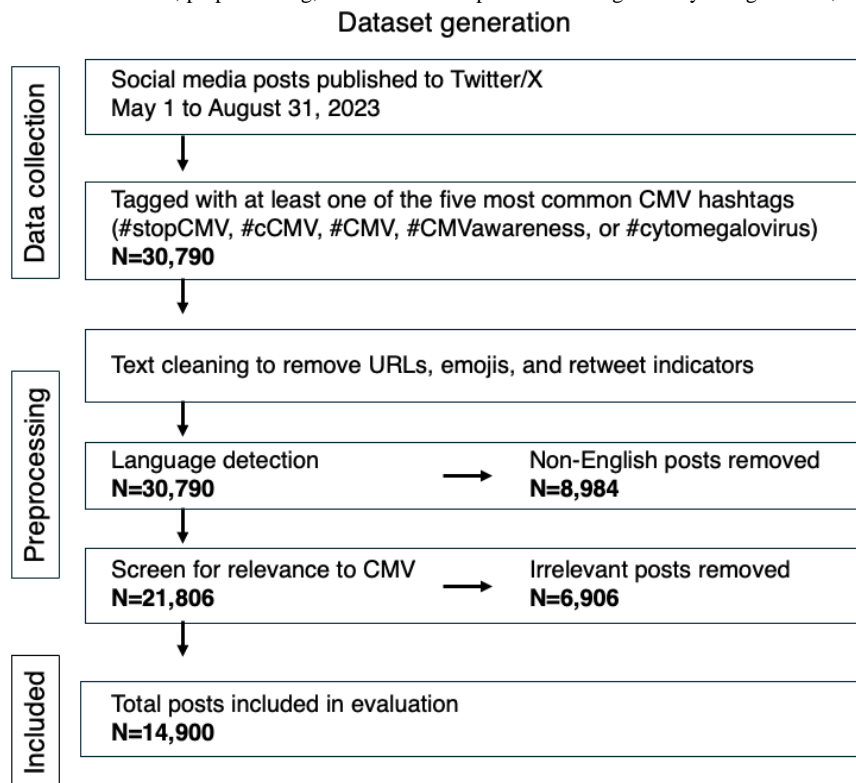 Dataset generation
Data collection
Social media posts published to Twitter/X
May 1 to August 31, 2023
Tagged with at least one of the five most common CMV hashtags
(#stopCMV, #cCMV, #CMV, #CMVawareness, or #cytomegalovirus)
N=30,790
Preprocessing
Text cleaning to remove URLs, emojis, and retweet indicators
Language detection
N=30,790
Non-English posts removed
N=8,984
Screen for relevance to CMV
N=21,806
Irrelevant posts removed
N=6,906
Included
Total posts included in evaluation
N=14,900